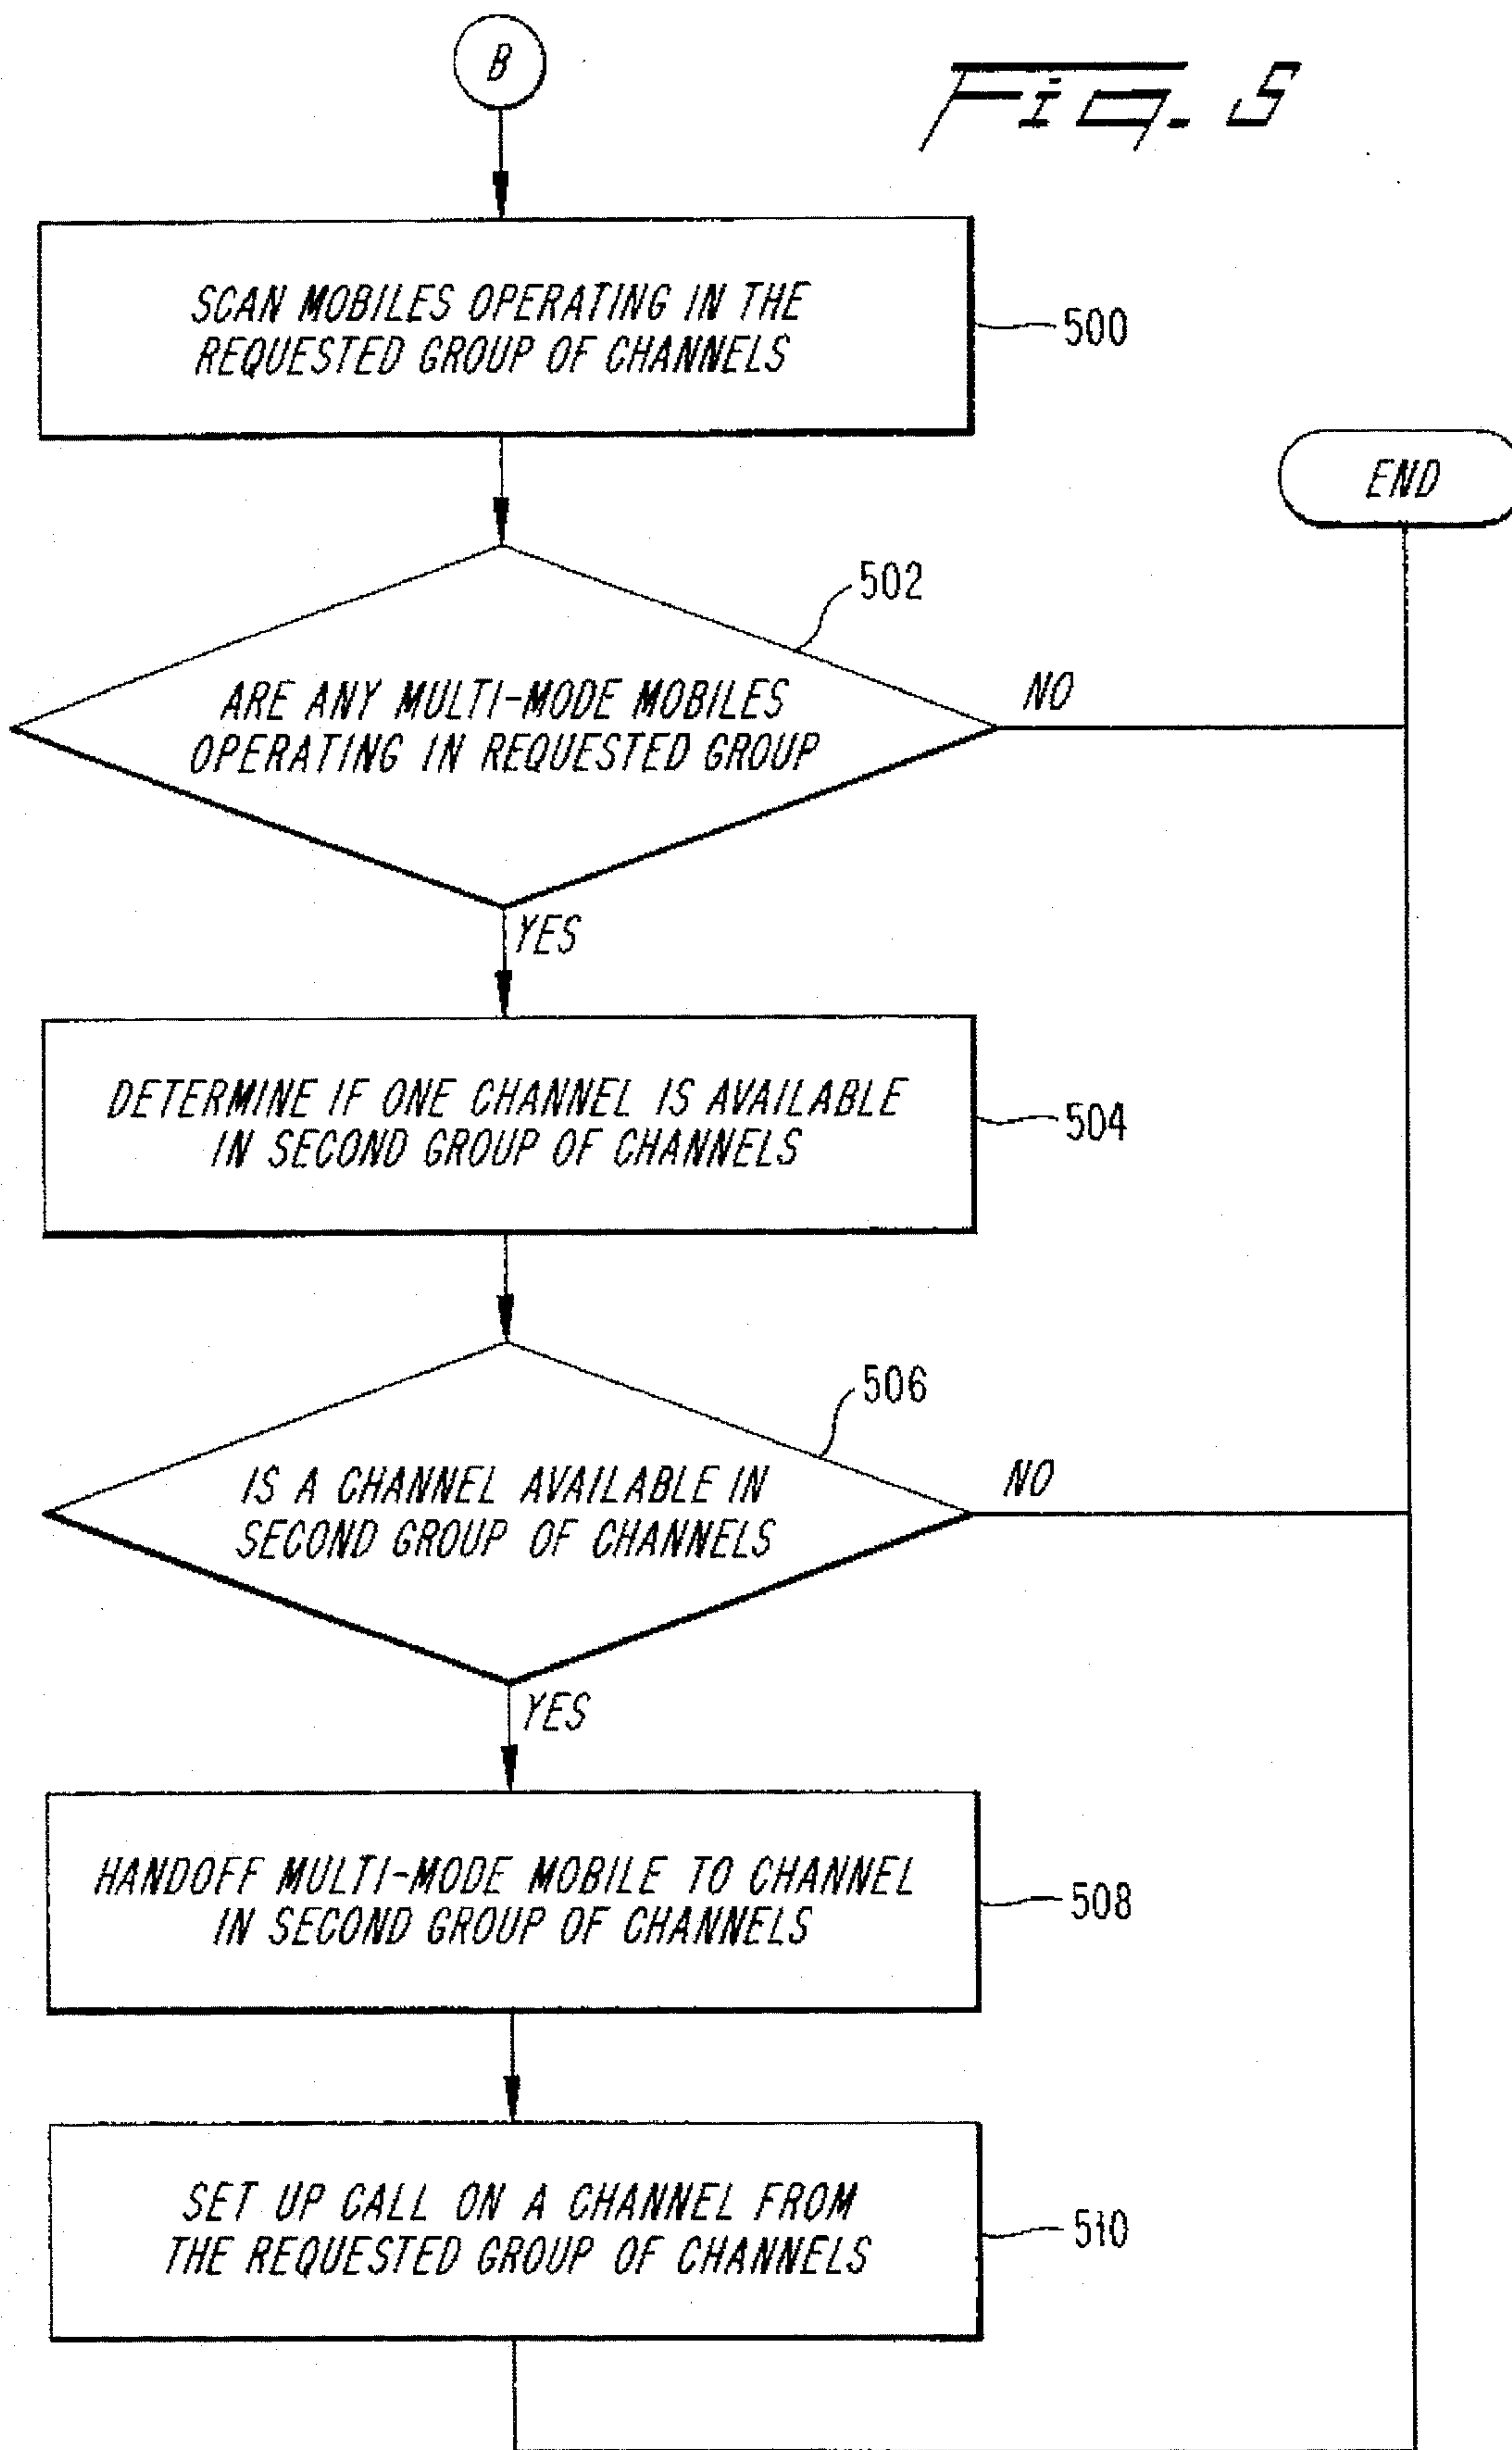 B
Fig. 5
SCAN MOBILES OPERATING IN THE
REQUESTED GROUP OF CHANNELS
500
END
502
ARE ANY MULTI-MODE MOBILES
OPERATING IN REQUESTED GROUP
NO
YES
DETERMINE IF ONE CHANNEL IS AVAILABLE
IN SECOND GROUP OF CHANNELS
504
506
IS A CHANNEL AVAILABLE IN
SECOND GROUP OF CHANNELS
NO
YES
HANDOFF MULTI-MODE MOBILE TO CHANNEL
IN SECOND GROUP OF CHANNELS
508
SET UP CALL ON A CHANNEL FROM
THE REQUESTED GROUP OF CHANNELS
510